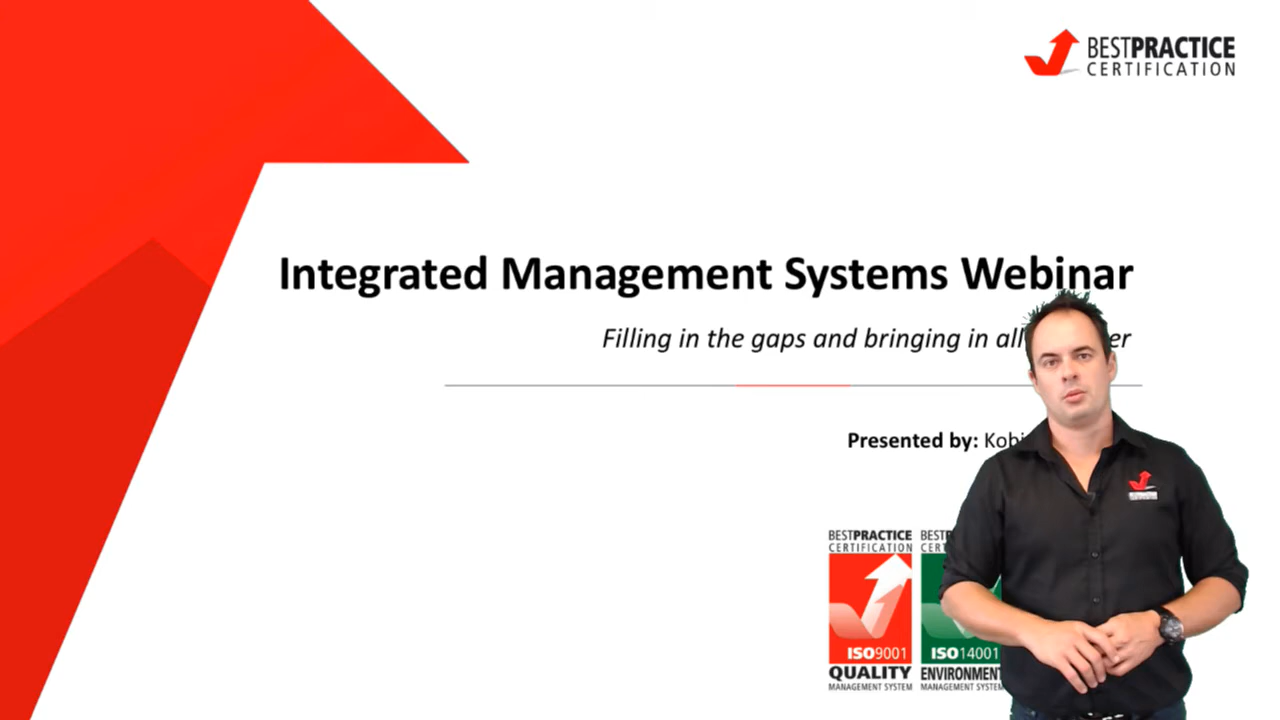 BESTPRACTICE
CERTIFICATION
Integrated Management Systems Webinar
Filling in the gaps and bringing in all
Presented by:
BESTPRACTICE
CERTIFICATION
ISO9001
QUALITY
MANAGEMENT SYSTEM
ISO14001
ENVIRONMENT
MANAGEMENT SYSTEM